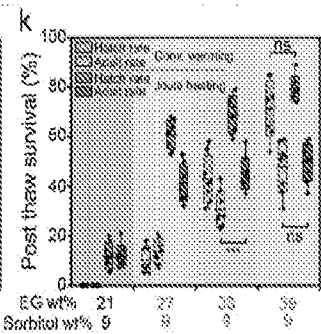 k
100
Hatch rate
Adult rate
Conv. warming
Hatch rate
Adult rate
Joule heating
ns
80
60
40
20
0
Post thaw survival (%)
ns
EG wt% 21 27 33 39
Sorbitol wt% 9 9 9 9